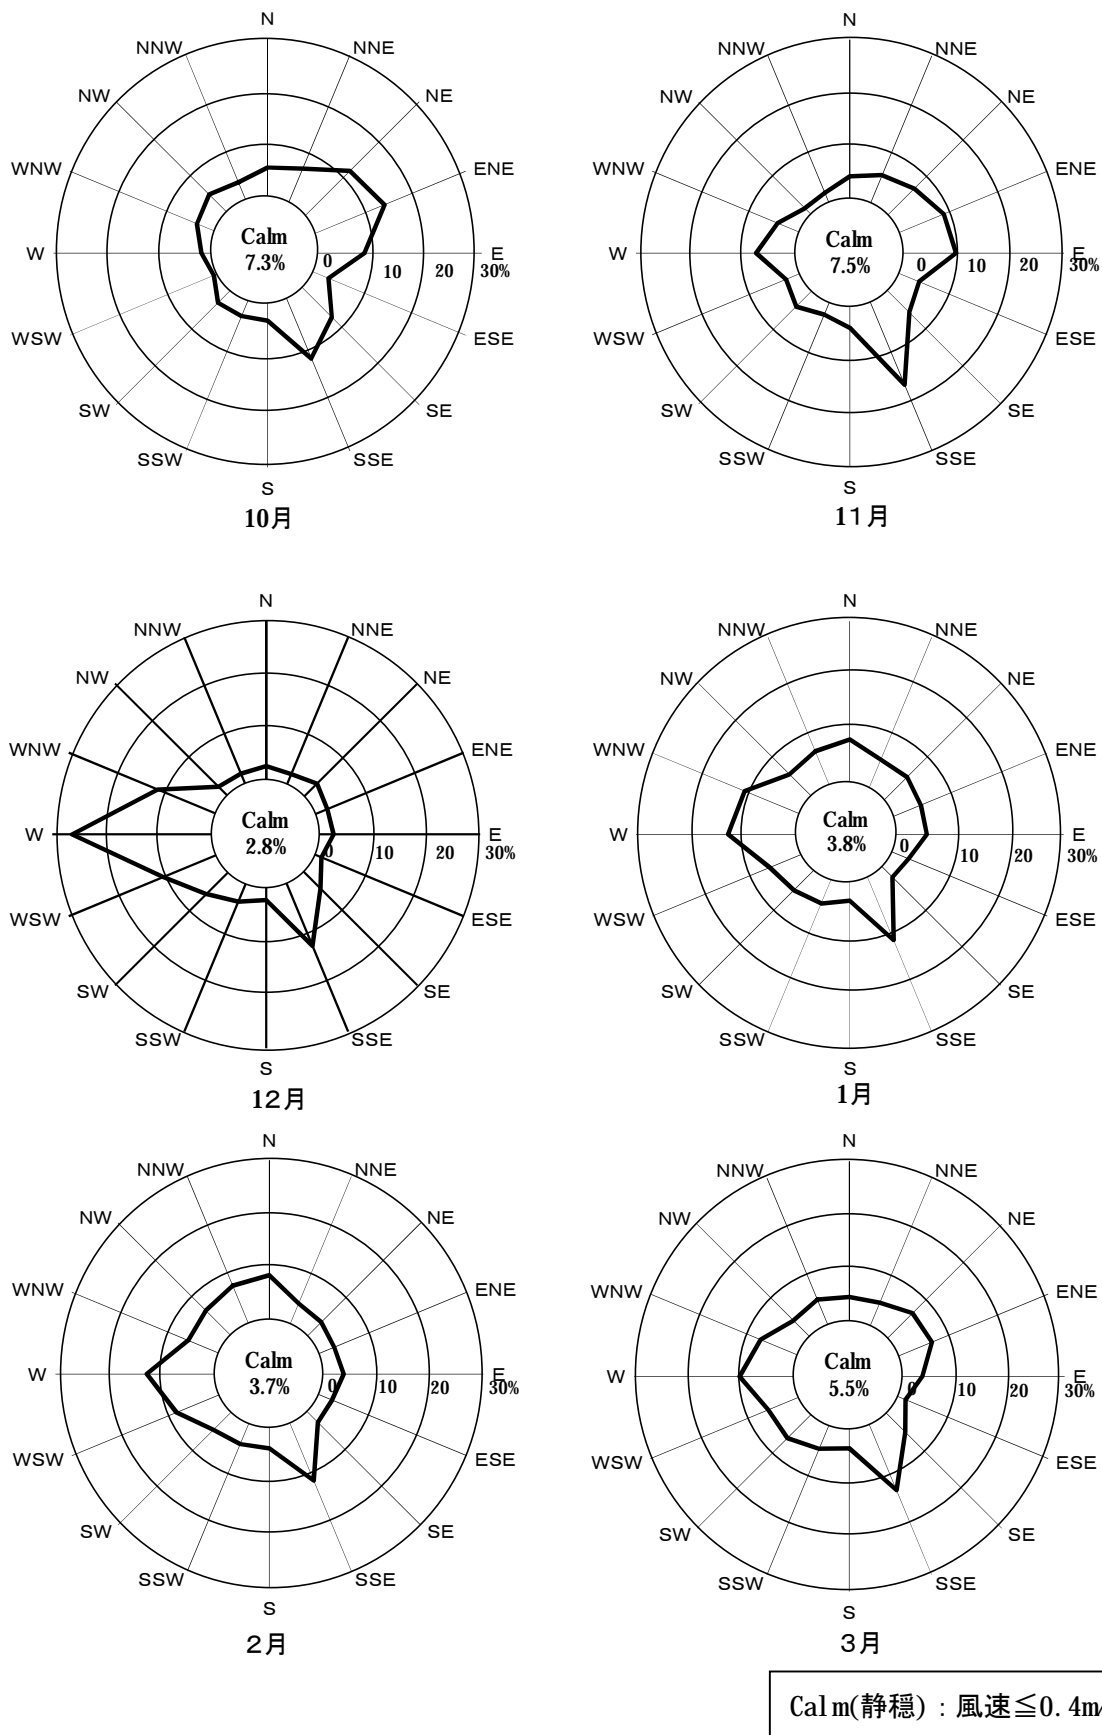 N
NNW NNE
NW NE
WNW ENE
Calm
7.3%
W 0 10 20 30% E
WSW ESE
SW SE
SSW SSE
S
10月
N
NNW NNE
NW NE
WNW ENE
Calm
7.5%
W 0 10 20 30% E
WSW ESE
SW SE
SSW SSE
S
11月
N
NNW NNE
NW NE
WNW ENE
Calm
2.8%
W 0 10 20 30% E
WSW ESE
SW SE
SSW SSE
S
12月
N
NNW NNE
NW NE
WNW ENE
Calm
3.8%
W 0 10 20 30% E
WSW ESE
SW SE
SSW SSE
S
1月
N
NNW NNE
NW NE
WNW ENE
Calm
3.7%
W 0 10 20 30% E
WSW ESE
SW SE
SSW SSE
S
2月
N
NNW NNE
NW NE
WNW ENE
Calm
5.5%
W 0 10 20 30% E
WSW ESE
SW SE
SSW SSE
S
3月
Calm(静穏)：風速≦0.4m/